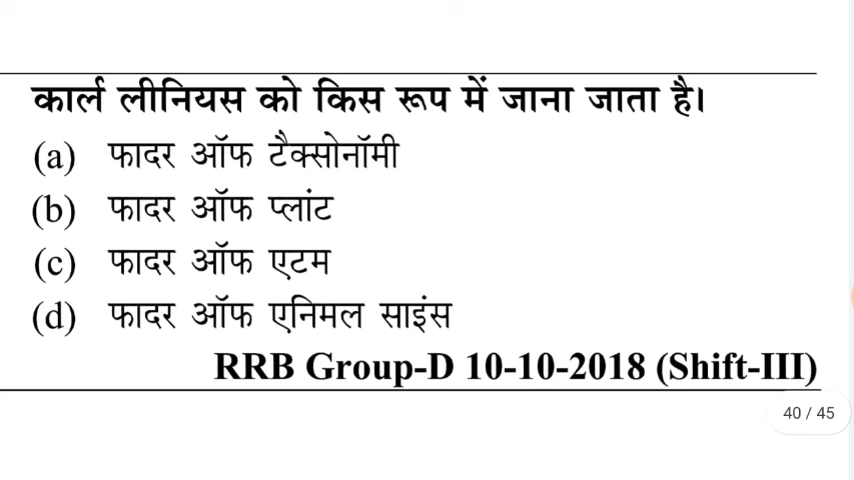 कार्ल लीनियस को किस रूप में जाना जाता है।
(a) फादर ऑफ टैक्सोनॉमी
(b) फादर ऑफ प्लांट
(c) फादर ऑफ एटम
(d) फादर ऑफ एनिमल साइंस
RRB Group-D 10-10-2018 (Shift-III)
40 / 45